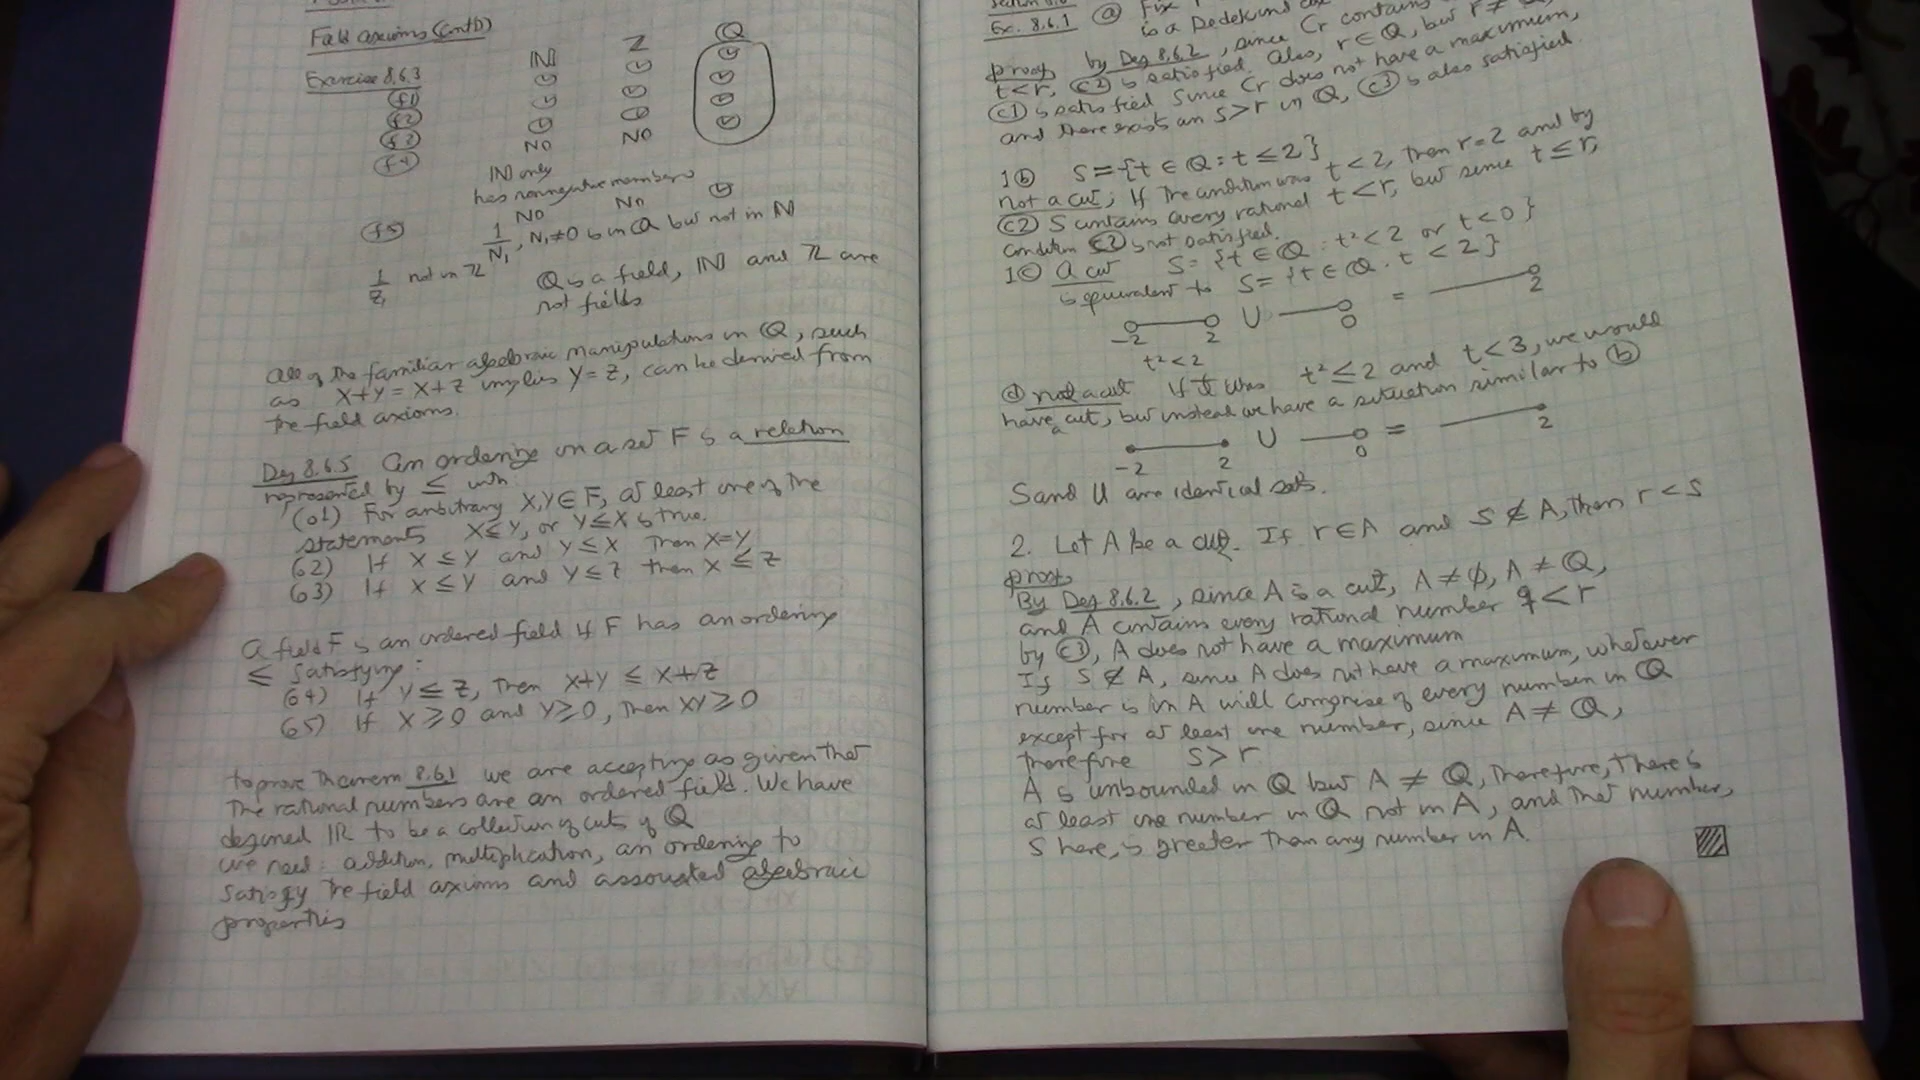 Field axioms (contd)
Exercise 8.6.3 ℕ ℤ ℚ
(f1)
(f2)
(f3)
(f4) NO NO
ℕ only
has nonnegative members
NO NO
(f5) 1/N₁, N₁≠0 is in ℚ but not in ℕ
1/Z₁ not in ℤ
ℚ is a field, ℕ and ℤ are
not fields
All of the familiar algebraic manipulations in ℚ, such
as x+y = x+z implies y=z, can be derived from
the field axioms.
Def 8.6.5 An ordering on a set F is a relation
represented by ≤ with:
(o1) For arbitrary x,y∈F, at least one of the
statements x≤y, or y≤x is true.
(o2) If x≤y and y≤x then x=y
(o3) If x≤y and y≤z then x≤z
A field F is an ordered field if F has an ordering
≤ satisfying:
(o4) If y≤z, then x+y ≤ x+z
(o5) If x≥0 and y≥0, then xy≥0
To prove Theorem 8.6.1 we are accepting as given that
the rational numbers are an ordered field. We have
defined ℝ to be a collection of cuts of ℚ
We need: addition, multiplication, an ordering to
satisfy the field axioms and associated algebraic
properties
Ex. 8.6.1 (a) Fix
is a Dedekind cut
proof by Def 8.6.2, since Cr contains
t<r, (c2) is satisfied. Also, r∈ℚ, but r≠
(c1) is satisfied Since Cr does not have a maximum,
and there exists an s>r in ℚ, (c3) is also satisfied.
1(b) S={t∈ℚ: t≤2}
not a cut; If the condition was t<2, then r=2 and by
(c2) S contains every rational t<r, but since t≤r,
condition (c2) is not satisfied.
1(c) A cut S={t∈ℚ: t²<2 or t<0}
is equivalent to S={t∈ℚ: t<2}
-2 2 ∪ 0 = 2
t²<2
(d) not a cut If it was t²≤2 and t<3, we would
have a cut, but instead we have a situation similar to (b)
-2 2 ∪ 0 = 2
S and U are identical sets.
2. Let A be a cut. If r∈A and s∉A, then r<s
proof
By Def 8.6.2, since A is a cut, A≠∅, A≠ℚ,
and A contains every rational number q<r
by (c3), A does not have a maximum
If s∉A, since A does not have a maximum, whatever
number is in A will comprise of every number in ℚ
except for at least one number, since A≠ℚ,
therefore s>r
A is unbounded in ℚ but A≠ℚ, therefore, there is
at least one number in ℚ not in A, and that number,
s here, is greater than any number in A.